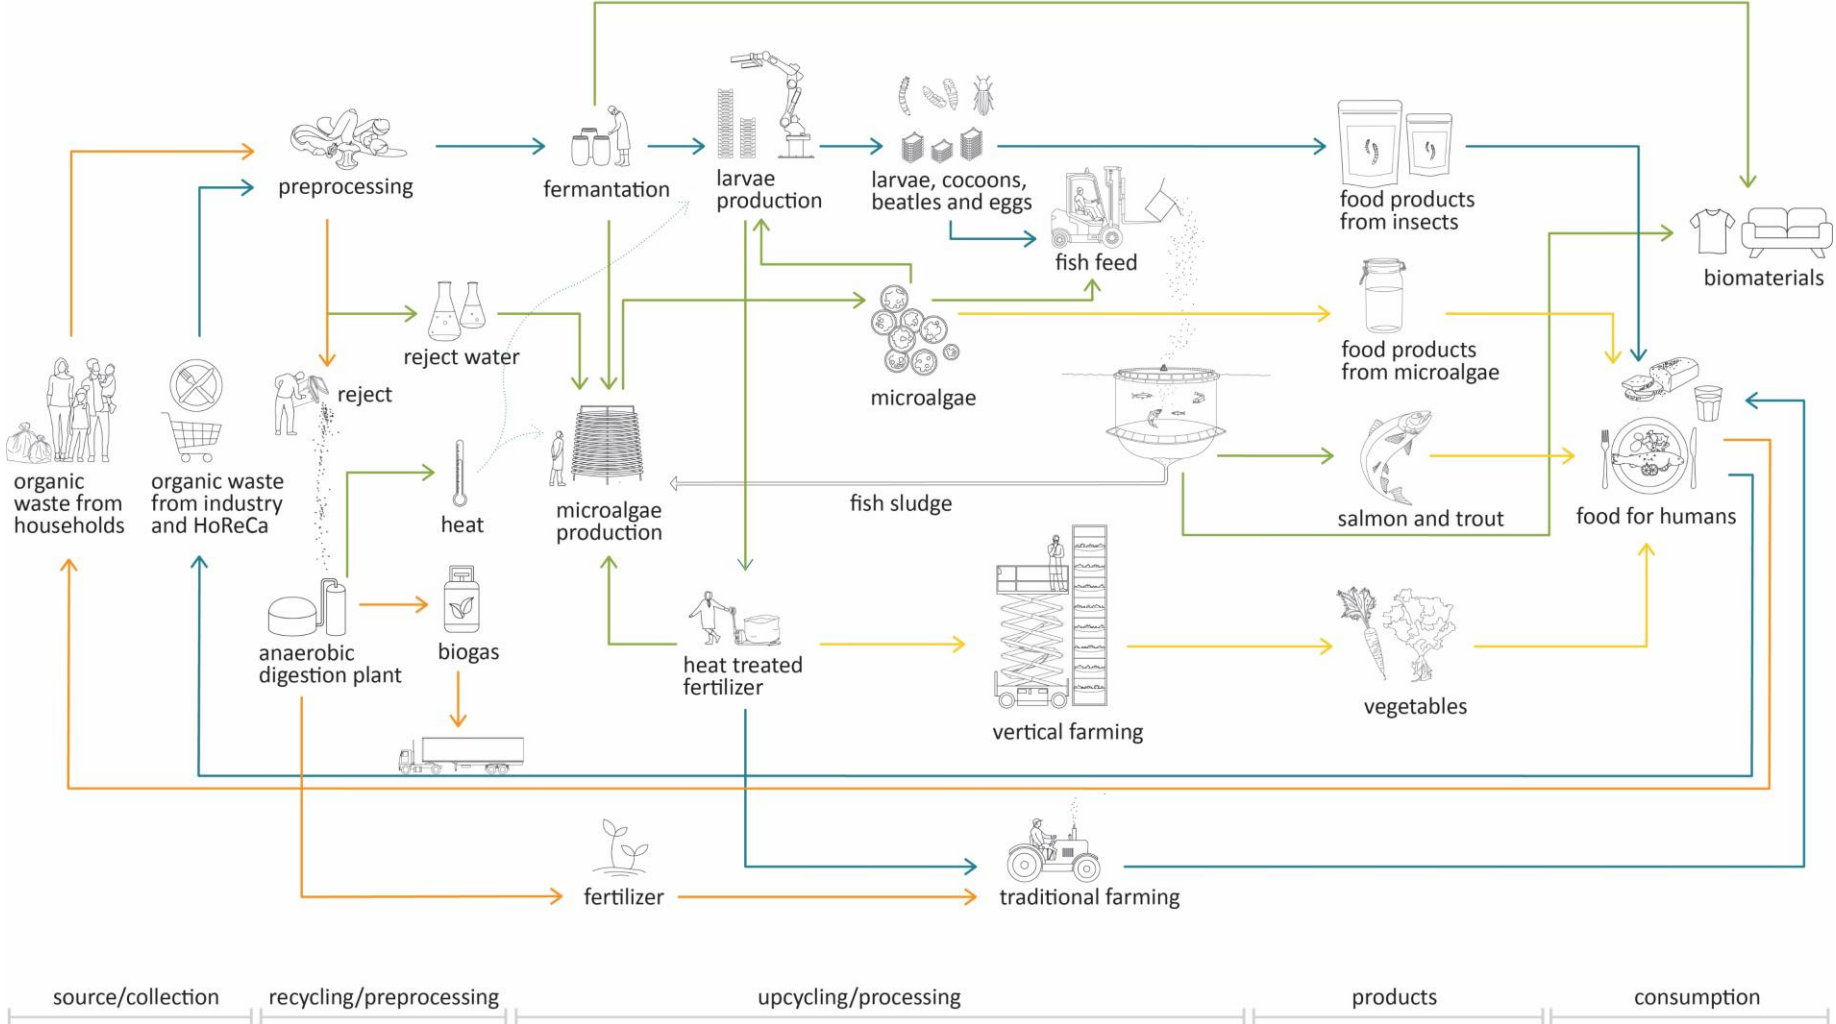 preprocessing
fermantation
larvae
production
larvae, cocoons,
beatles and eggs
fish feed
food products
from insects
biomaterials
reject water
reject
microalgae
food products
from microalgae
organic
waste from
households
organic waste
from industry
and HoReCa
heat
microalgae
production
fish sludge
salmon and trout
food for humans
anaerobic
digestion plant
biogas
heat treated
fertilizer
vertical farming
vegetables
fertilizer
traditional farming
source/collection
recycling/preprocessing
upcycling/processing
products
consumption